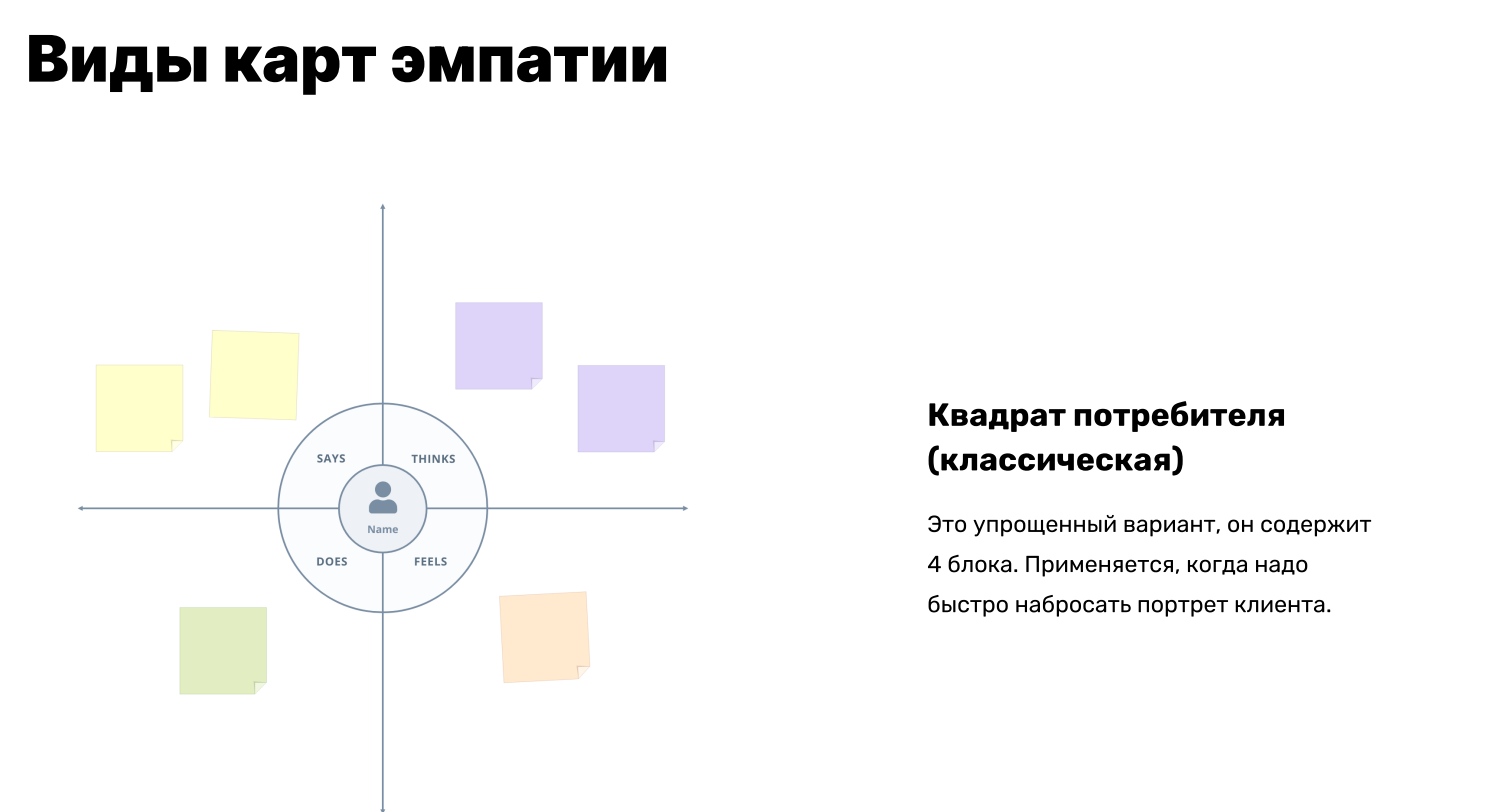 Виды карт эмпатии
SAYS
THINKS
Name
DOES
FEELS
Квадрат потребителя
(классическая)
Это упрощенный вариант, он содержит
4 блока. Применяется, когда надо
быстро набросать портрет клиента.